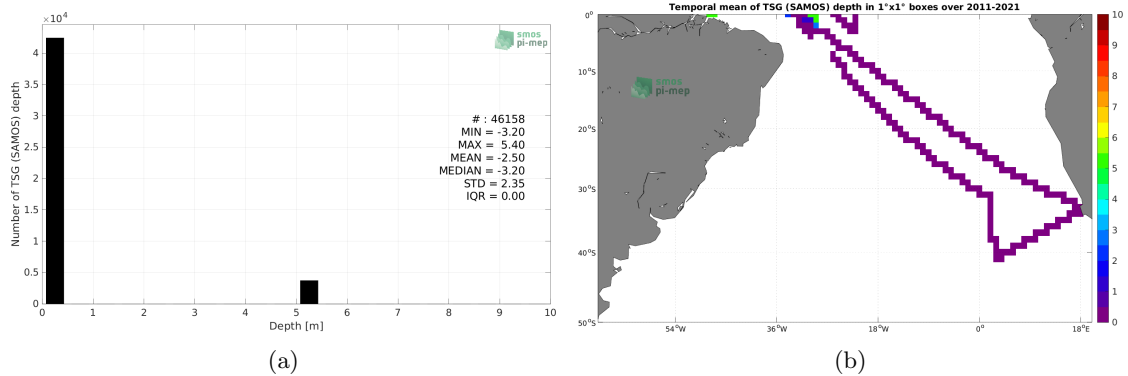 ×10⁴
4
3.5
3
2.5
2
1.5
1
0.5
0
0 1 2 3 4 5 6 7 8 9 10
Number of TSG (SAMOS) depth
Depth [m]
smos
pi-mep
# : 46158
MIN = -3.20
MAX = 5.40
MEAN = -2.50
MEDIAN = -3.20
STD = 2.35
IQR = 0.00
(a)
Temporal mean of TSG (SAMOS) depth in 1°x1° boxes over 2011-2021
0°
10°S
20°S
30°S
40°S
50°S
54°W 36°W 18°W 0° 18°E
smos
pi-mep
10
9
8
7
6
5
4
3
2
1
0
(b)